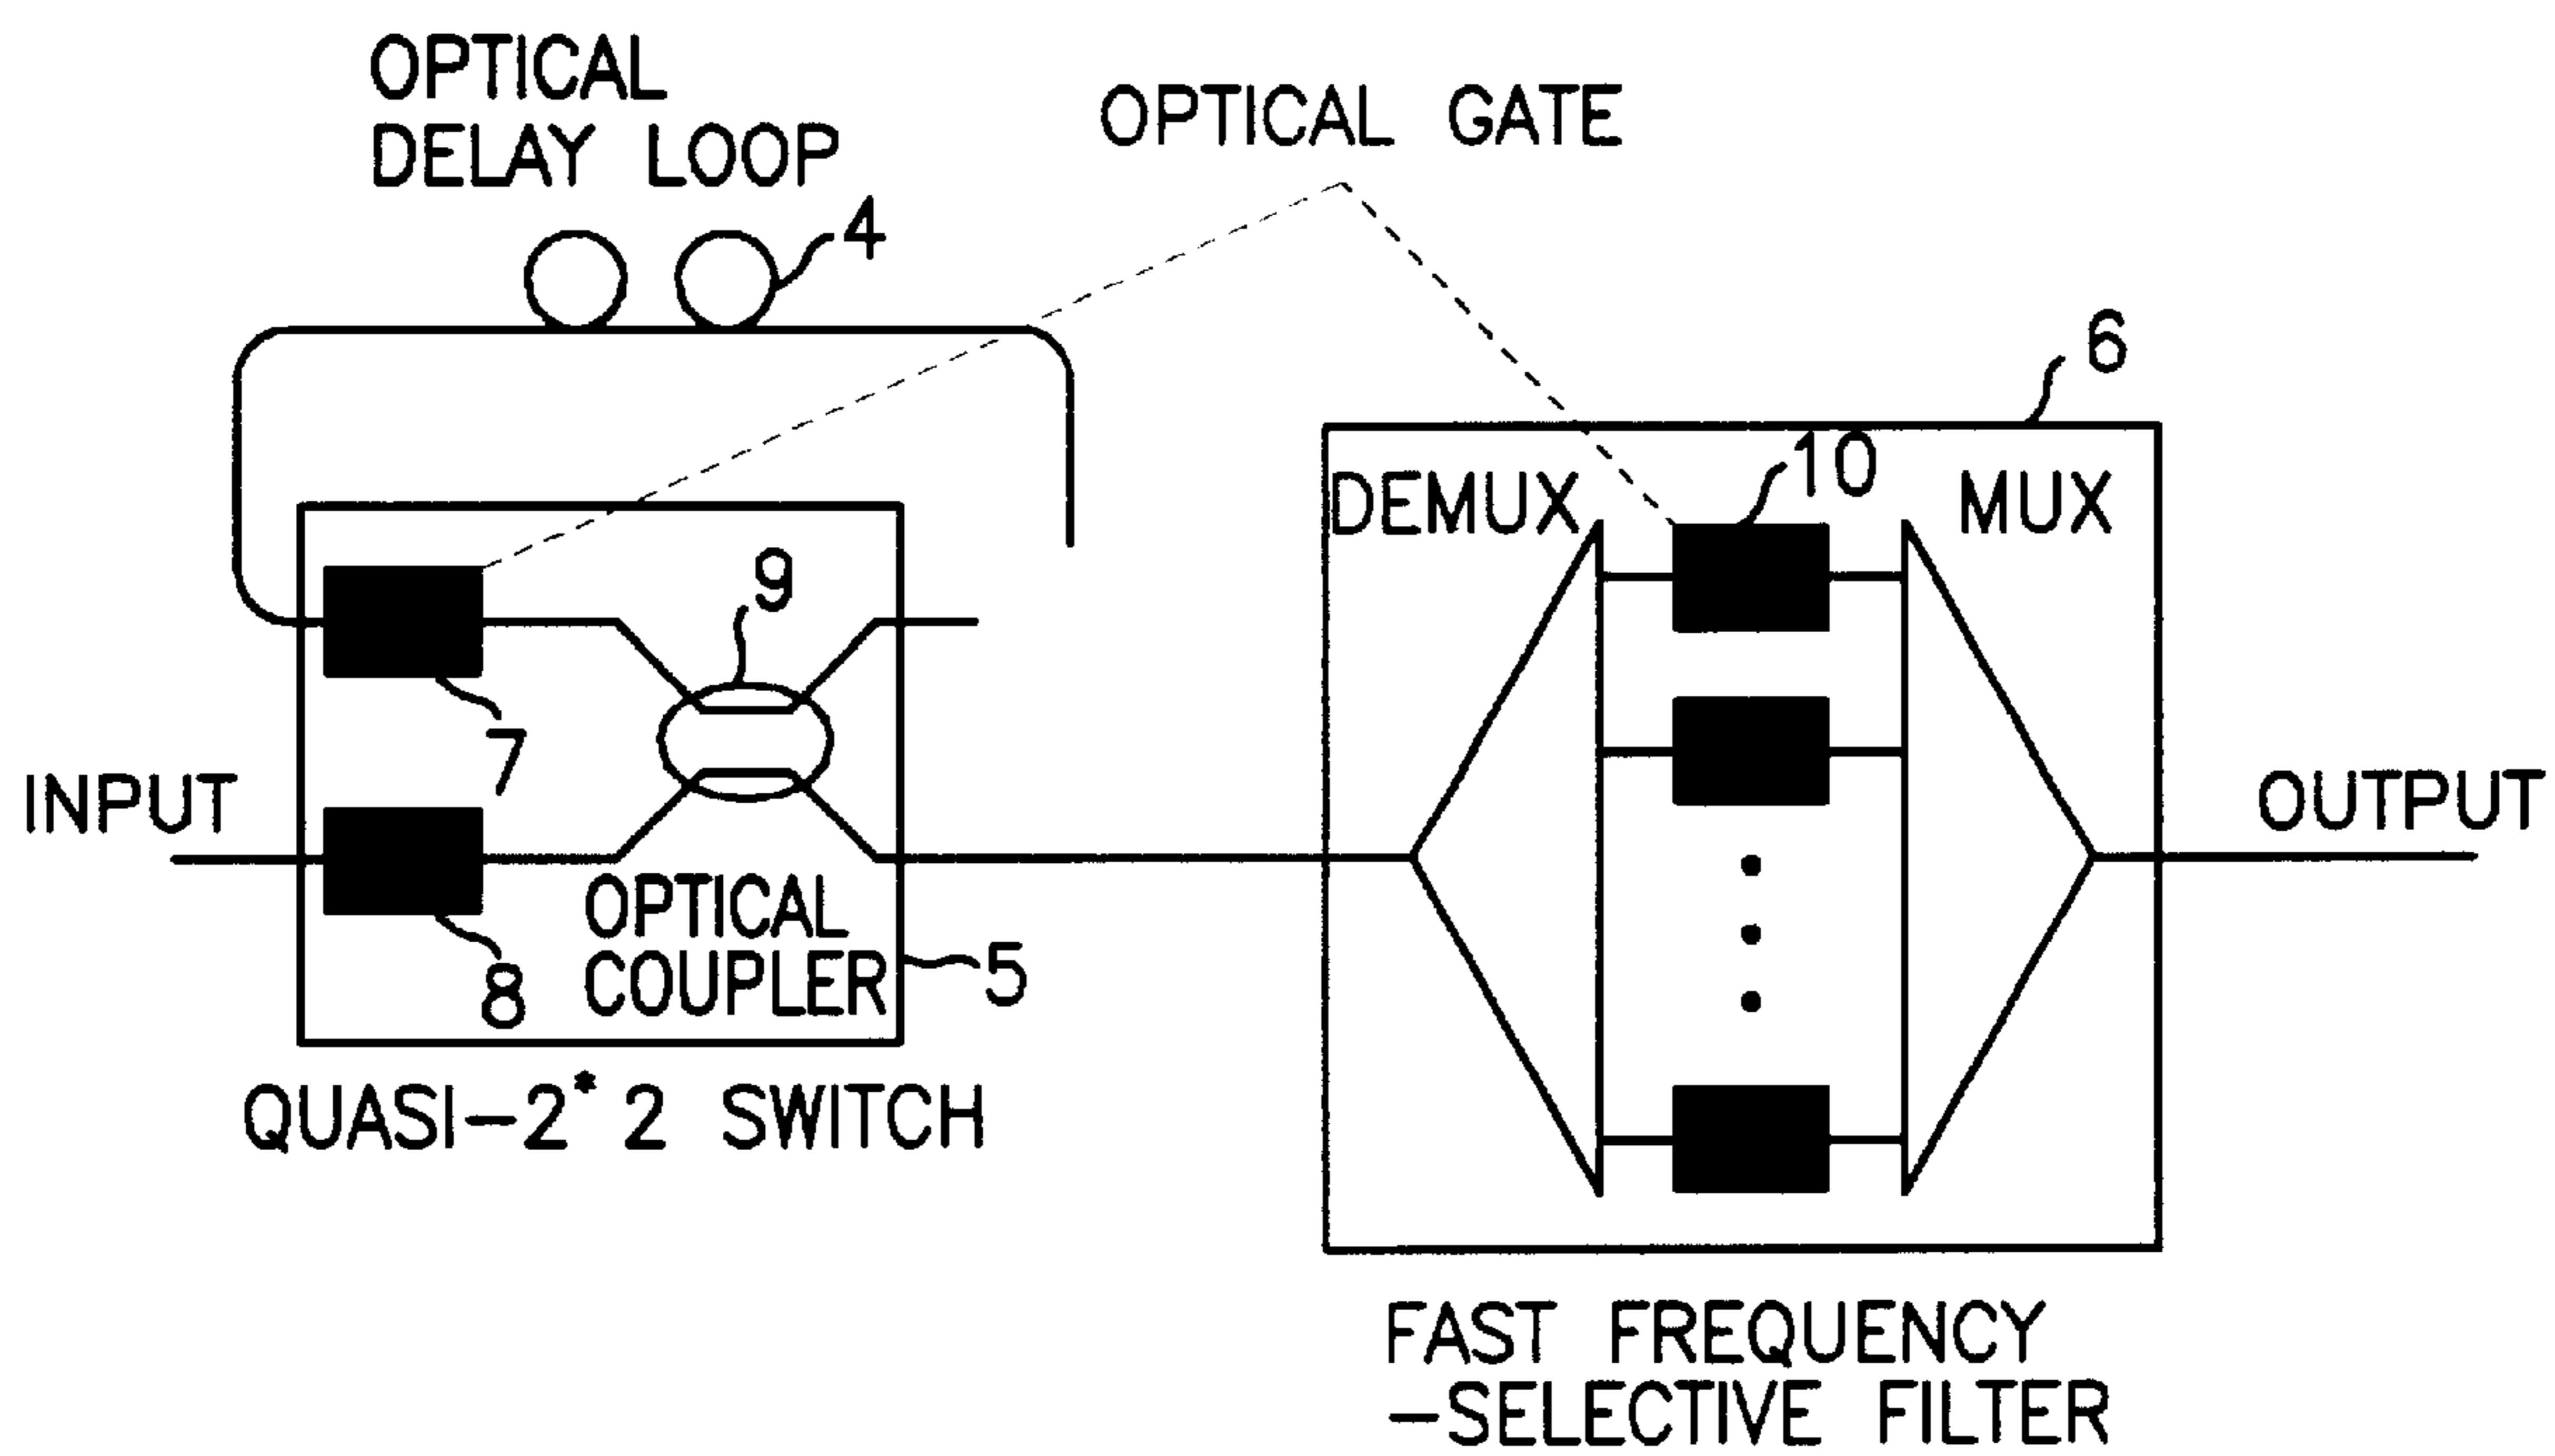 OPTICAL
DELAY LOOP
4
OPTICAL GATE
6
DEMUX
10
MUX
9
7
INPUT
OUTPUT
8
OPTICAL
COUPLER
5
QUASI-2* 2 SWITCH
FAST FREQUENCY
-SELECTIVE FILTER